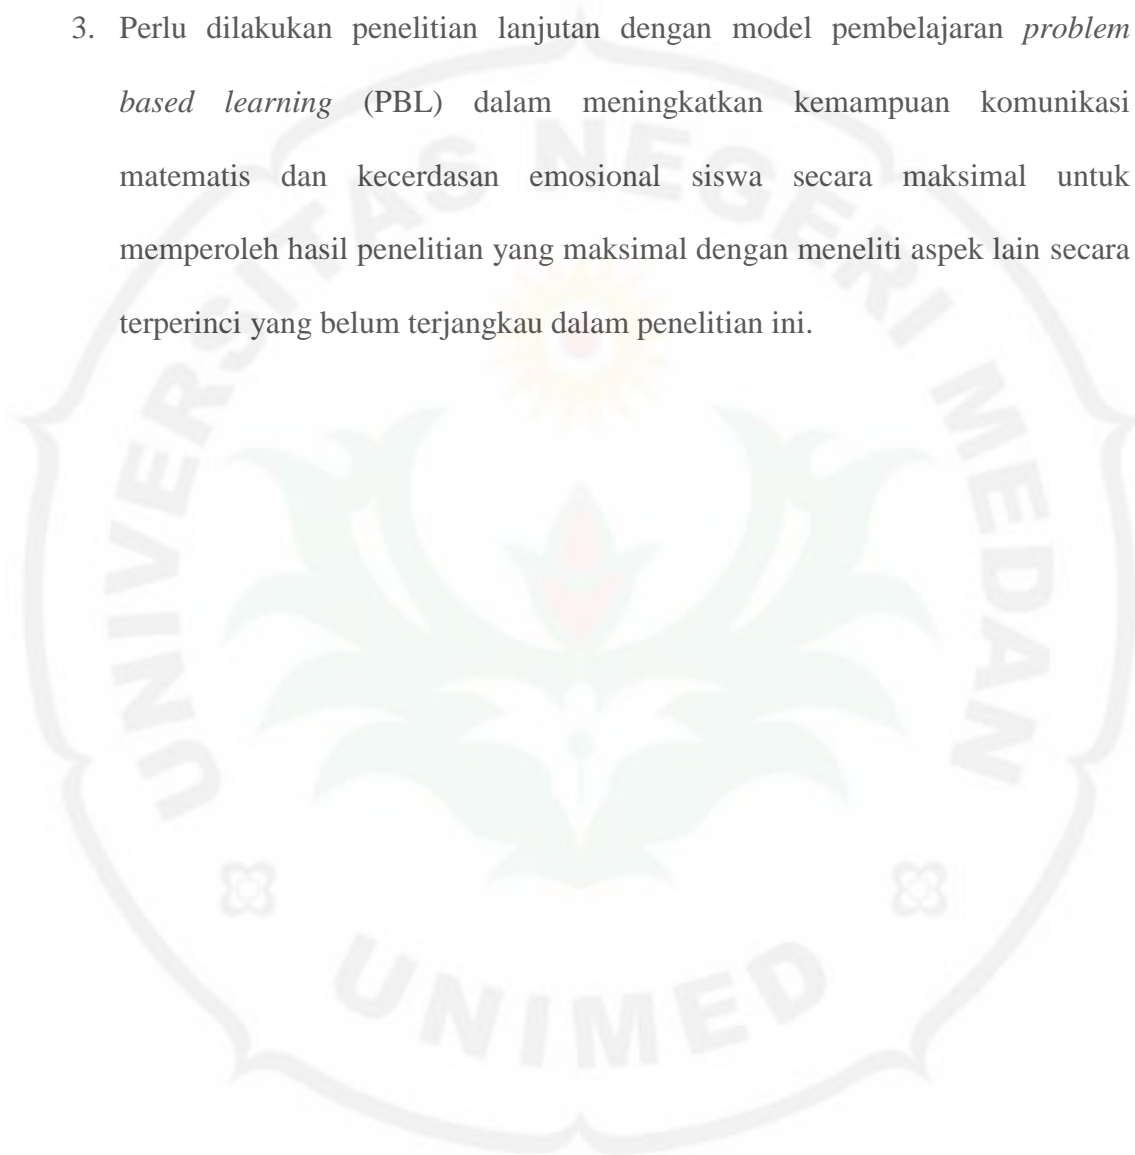 3. Perlu dilakukan penelitian lanjutan dengan model pembelajaran problem
based learning (PBL) dalam meningkatkan kemampuan komunikasi
matematis dan kecerdasan emosional siswa secara maksimal untuk
memperoleh hasil penelitian yang maksimal dengan meneliti aspek lain secara
terperinci yang belum terjangkau dalam penelitian ini.
UNIVERSITAS NEGERI MEDAN
UNIMED